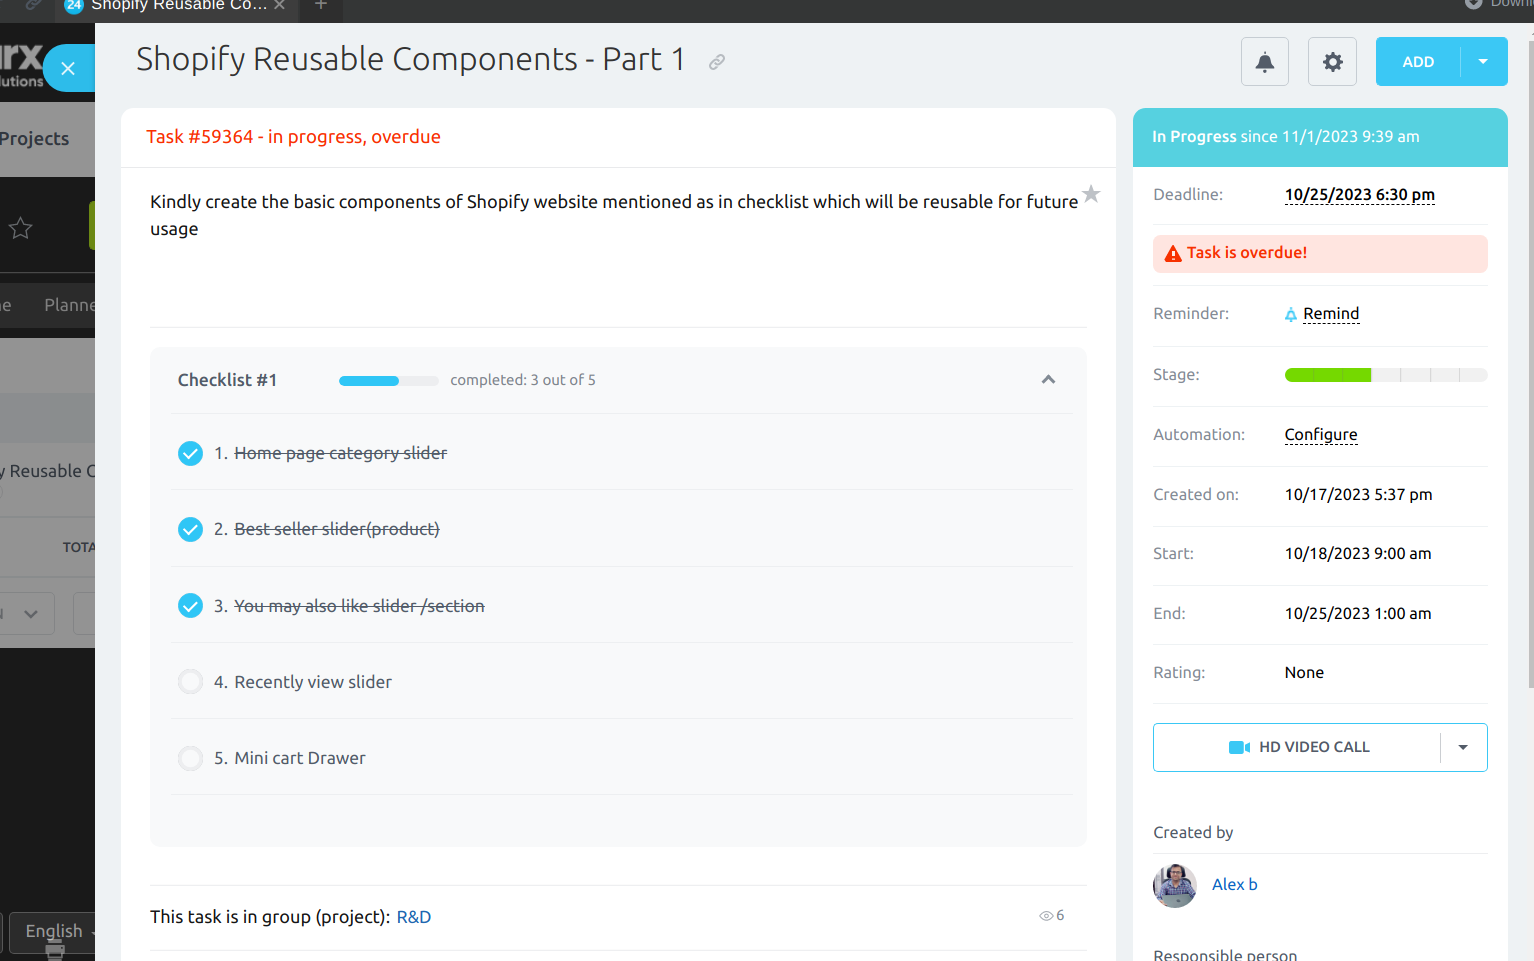 24 Shopify Reusable Co...
Shopify Reusable Components - Part 1
ADD
Projects
Task #59364 - in progress, overdue
In Progress since 11/1/2023 9:39 am
Kindly create the basic components of Shopify website mentioned as in checklist which will be reusable for future
usage
Deadline: 10/25/2023 6:30 pm
Task is overdue!
Reminder: Remind
Checklist #1 completed: 3 out of 5
Stage:
Automation: Configure
1. Home page category slider
2. Best seller slider(product)
3. You may also like slider /section
4. Recently view slider
5. Mini cart Drawer
Created on: 10/17/2023 5:37 pm
Start: 10/18/2023 9:00 am
End: 10/25/2023 1:00 am
Rating: None
HD VIDEO CALL
Created by
Alex b
This task is in group (project): R&D
6
English
Responsible person
y Reusable C